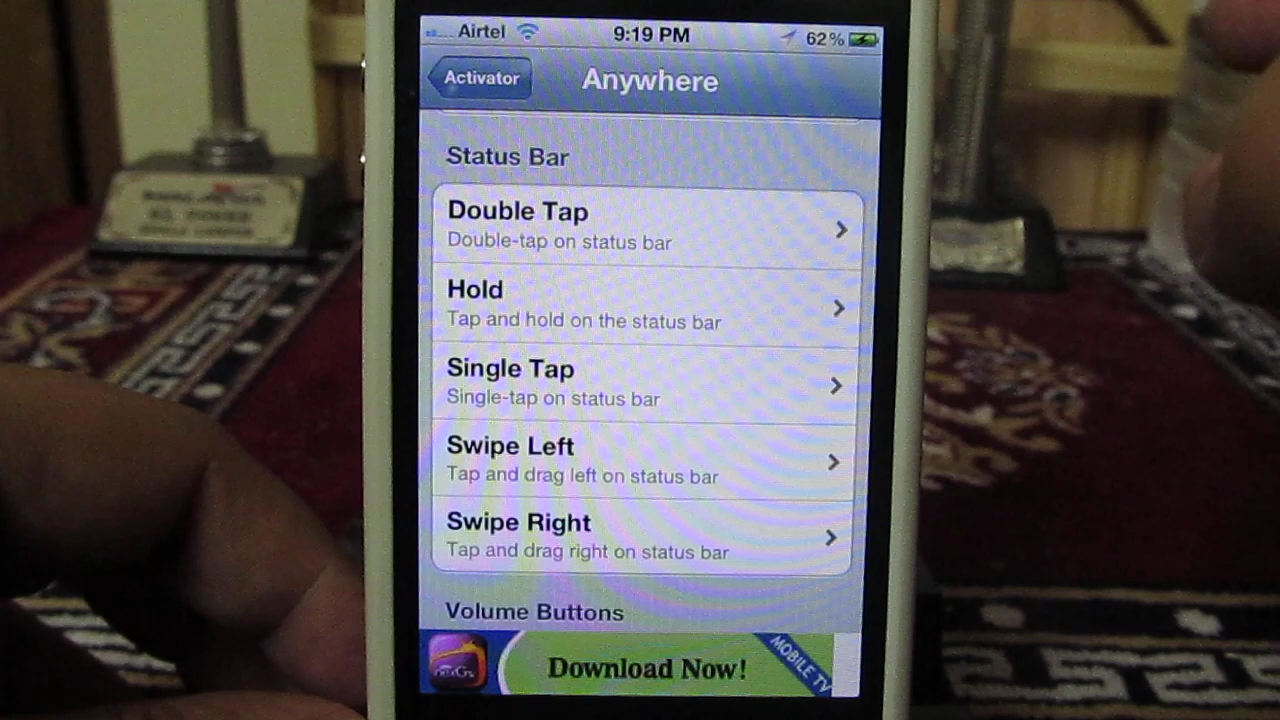 Airtel 9:19 PM 62%
Activator Anywhere
Status Bar
Double Tap
Double-tap on status bar
Hold
Tap and hold on the status bar
Single Tap
Single-tap on status bar
Swipe Left
Tap and drag left on status bar
Swipe Right
Tap and drag right on status bar
Volume Buttons
Download Now!
MOBILE TV